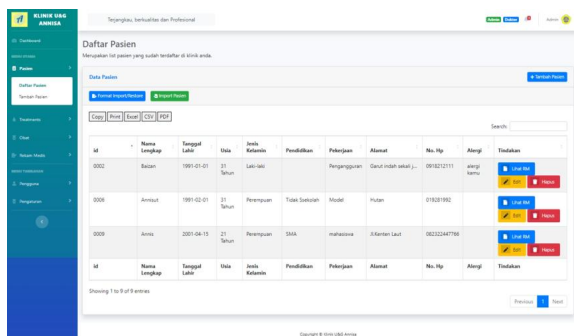 KLINIK U&G
ANNISA
Terjangkau, berkualitas dan Profesional
Admin Dokter
Admin
Dashboard
Pasien
Daftar Pasien
Tambah Pasien
Treatments
Obat
Rekam Medis
Pengguna
Pengaturan
Daftar Pasien
Merupakan list pasien yang sudah terdaftar di klinik anda.
Data Pasien
+ Tambah Pasien
Format Import/Restore
Import Pasien
Copy Print Excel CSV PDF
Search:
id Nama Lengkap Tanggal Lahir Usia Jenis Kelamin Pendidikan Pekerjaan Alamat No. Hp Alergi Tindakan
0002 Baizan 1991-01-01 31 Tahun Laki-laki Pengangguran Garut indah sekali j... 0918212111 alergi kamu Lihat RM Edit Hapus
0006 Annisut 1991-02-01 31 Tahun Perempuan Tidak Ssekolah Model Hutan 019281992 Lihat RM Edit Hapus
0009 Annis 2001-04-15 21 Tahun Perempuan SMA mahasiswa Jl.Kanten Laut 082322447766 Lihat RM Edit Hapus
id Nama Lengkap Tanggal Lahir Usia Jenis Kelamin Pendidikan Pekerjaan Alamat No. Hp Alergi Tindakan
Showing 1 to 9 of 9 entries
Previous 1 Next
Copyright © Klinik U&G Annisa